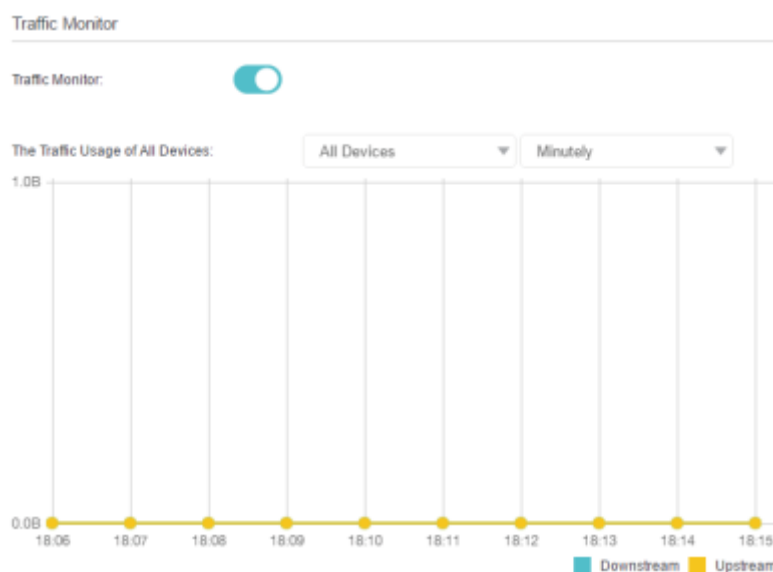 Traffic Monitor
Traffic Monitor:
The Traffic Usage of All Devices: All Devices Minutely
1.0B
0.0B
18:06 18:07 18:08 18:09 18:10 18:11 18:12 18:13 18:14 18:15
Downstream Upstream